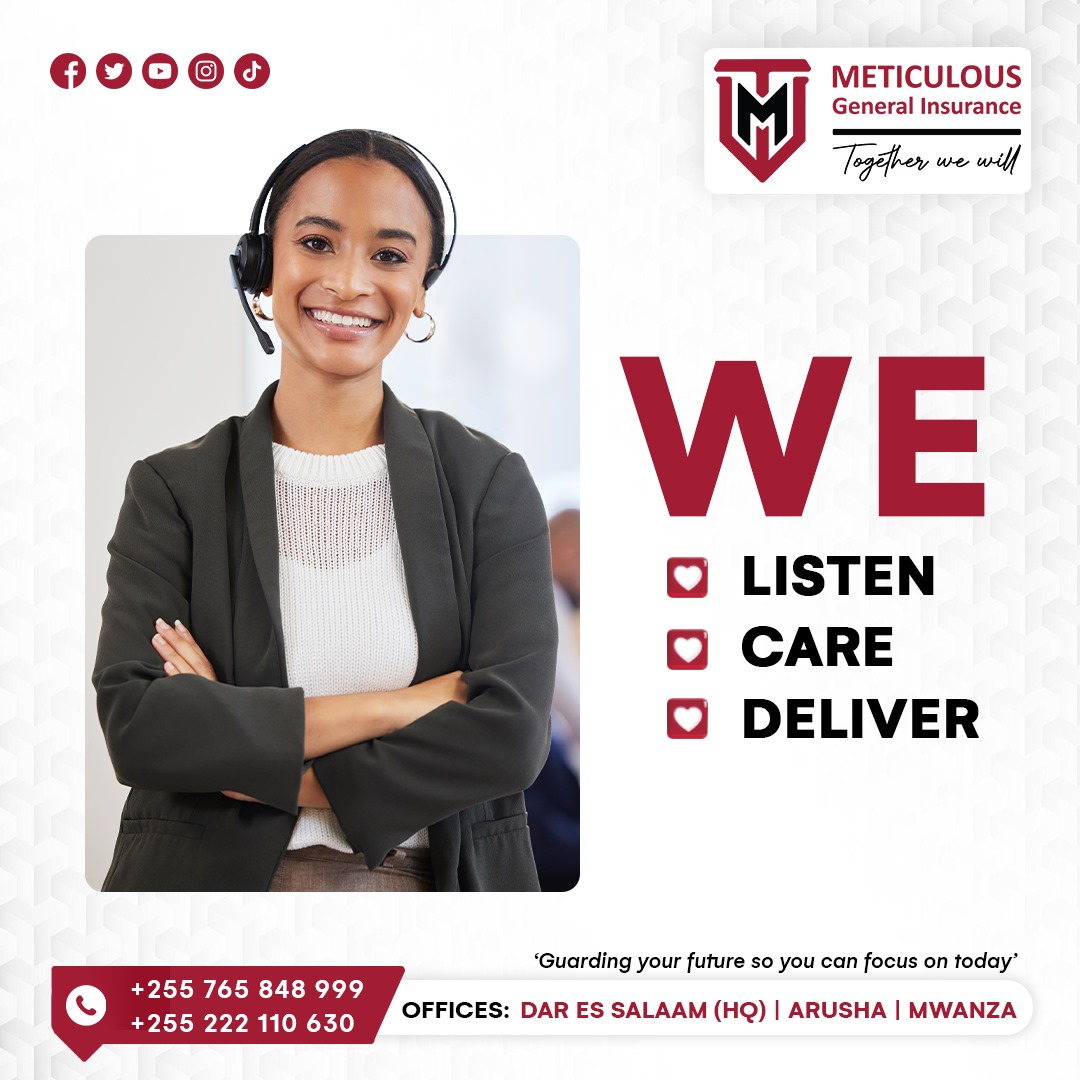 METICULOUS
General Insurance
Together we will
WE
LISTEN
CARE
DELIVER
‘Guarding your future so you can focus on today’
+255 765 848 999
+255 222 110 630
OFFICES: DAR ES SALAAM (HQ) | ARUSHA | MWANZA